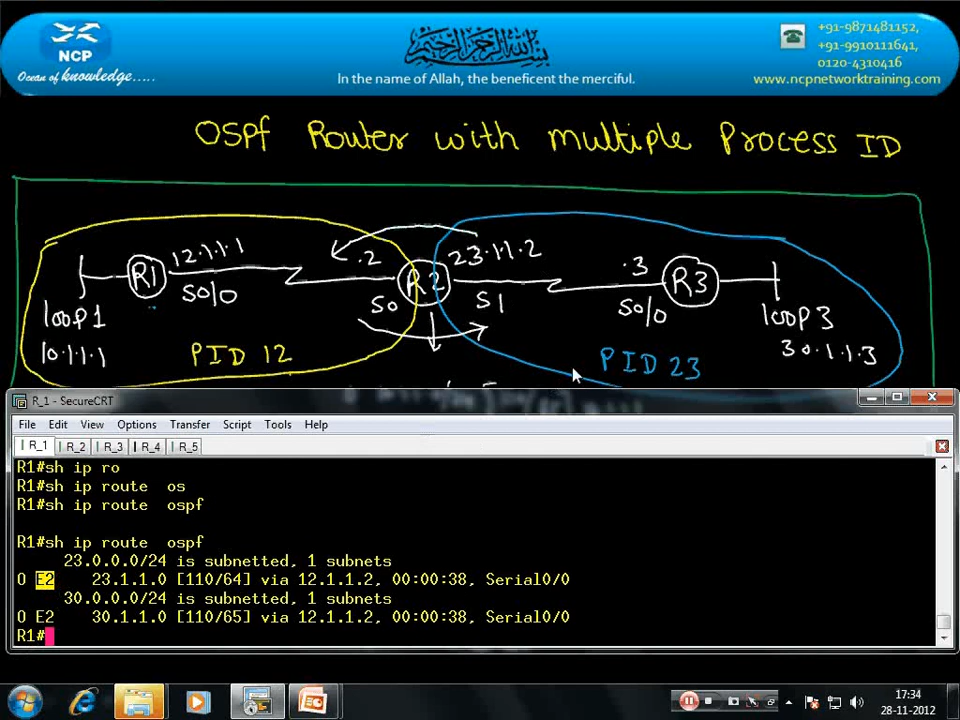 NCP
Ocean of knowledge.....
بسم الله الرحمن الرحيم
In the name of Allah, the beneficent the merciful.
+91-9871481152,
+91-9910111641,
0120-4310416
www.ncpnetworktraining.com
OSPf Router with multiple Process ID
12.1.1.1
.2
23.1.1.2
.3
R1
R2
R3
S0/0
S0
S1
S0/0
loop1
loop3
10.1.1.1
30.1.1.3
PID 12
PID 23
R_1 - SecureCRT
File Edit View Options Transfer Script Tools Help
R_1 R_2 R_3 R_4 R_5
R1#sh ip ro
R1#sh ip route os
R1#sh ip route ospf
R1#sh ip route ospf
23.0.0.0/24 is subnetted, 1 subnets
O E2 23.1.1.0 [110/64] via 12.1.1.2, 00:00:38, Serial0/0
30.0.0.0/24 is subnetted, 1 subnets
O E2 30.1.1.0 [110/65] via 12.1.1.2, 00:00:38, Serial0/0
R1#
17:34
28-11-2012